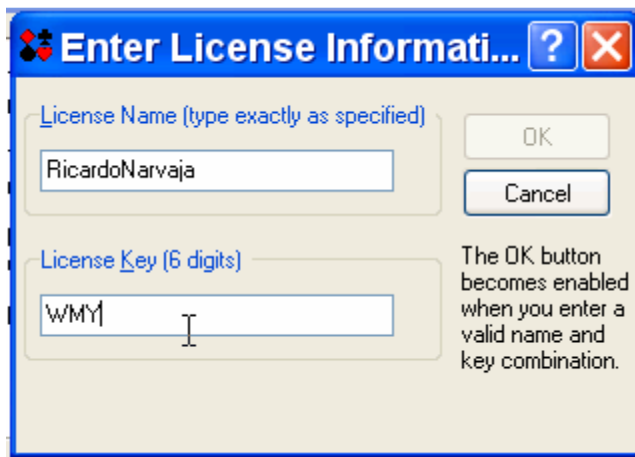 Enter License Informati...
License Name (type exactly as specified)
RicardoNarvaja
OK
Cancel
License Key (6 digits)
WMY
The OK button
becomes enabled
when you enter a
valid name and
key combination.